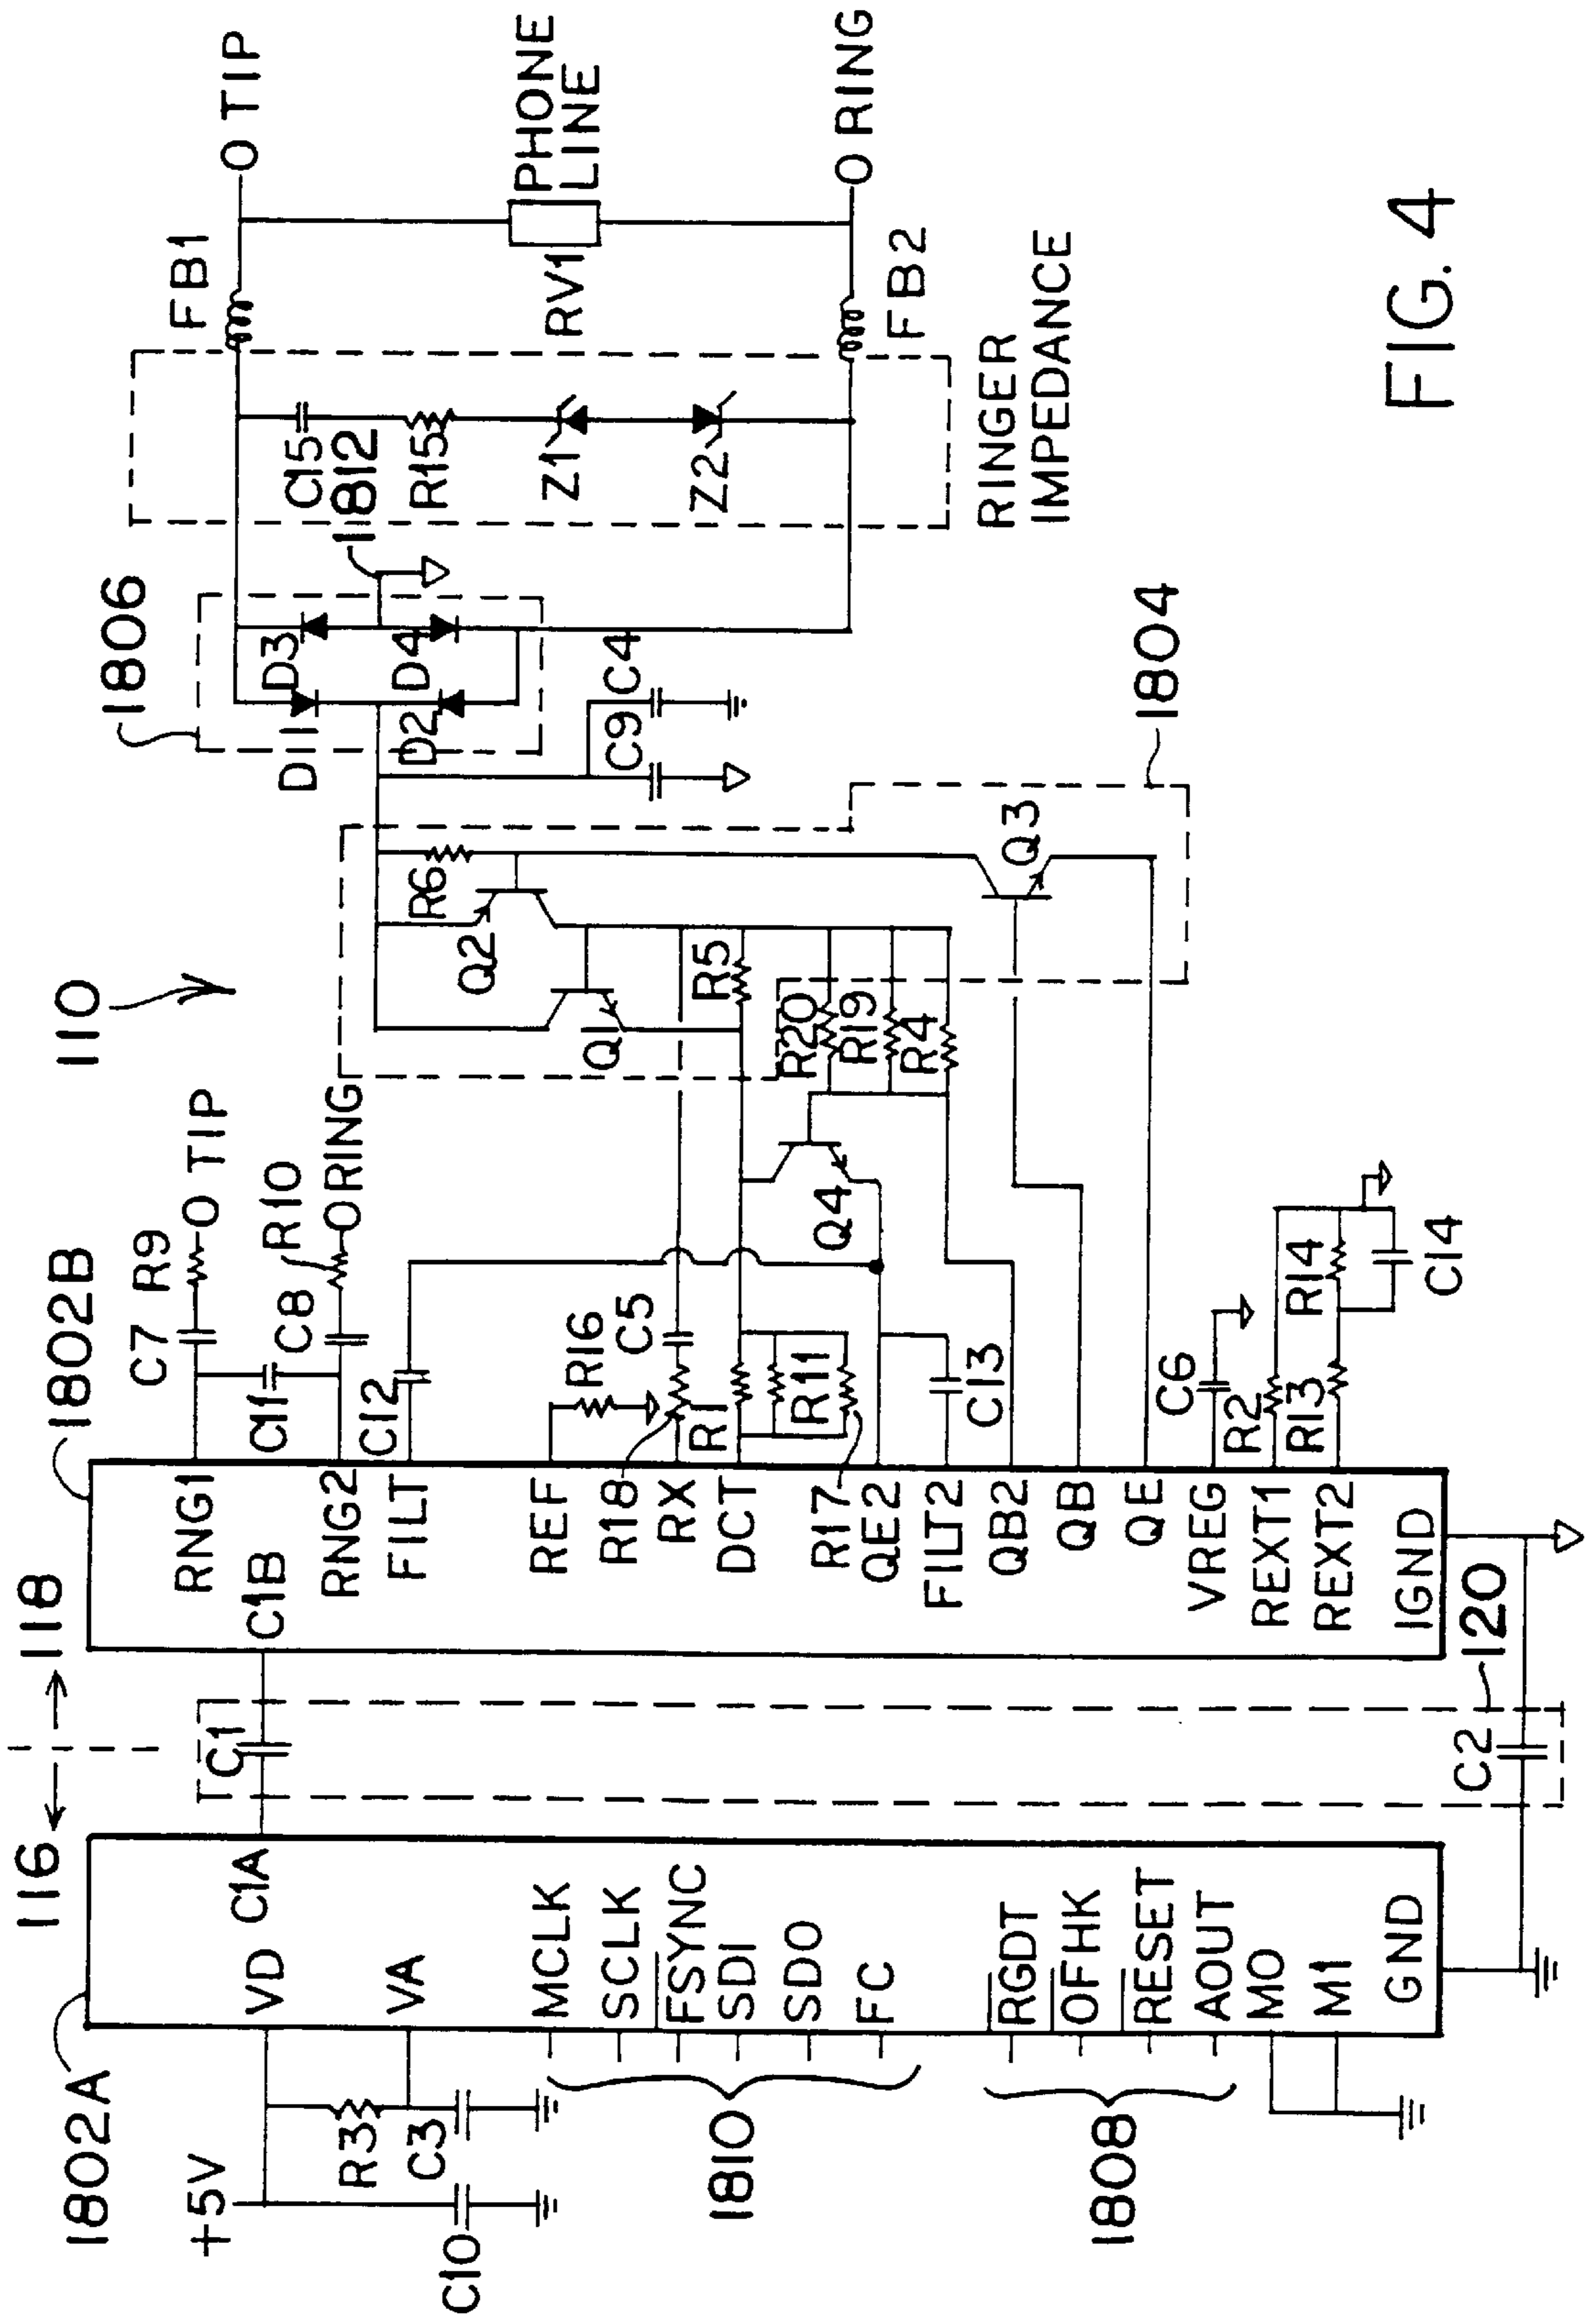 116
118
110
1802A
1802B
1806
VD
C1A
VA
MCLK
SCLK
FSYNC
SDI
SDO
FC
RGDT
OFHK
RESET
AOUT
M0
M1
GND
+5V
R3
C3
C10
1810
1808
C1
C2
120
C1B
RNG1
RNG2
FILT
REF
R18
RX
DCT
R17
QE2
FILT2
QB2
QB
QE
VREG
REXT1
REXT2
IGND
C7
R9
O TIP
C11
C8
R10
O RING
C12
R16
C5
R1
R11
C13
Q4
C6
R2
R13
R14
C14
Q1
Q2
R6
R5
R20
R19
R4
Q3
1804
D11
D3
D2
D4
C9
C4
1812
C15
R15
Z1
Z2
RINGER
IMPEDANCE
FB1
FB2
RV1
PHONE
LINE
O TIP
O RING
FIG. 4